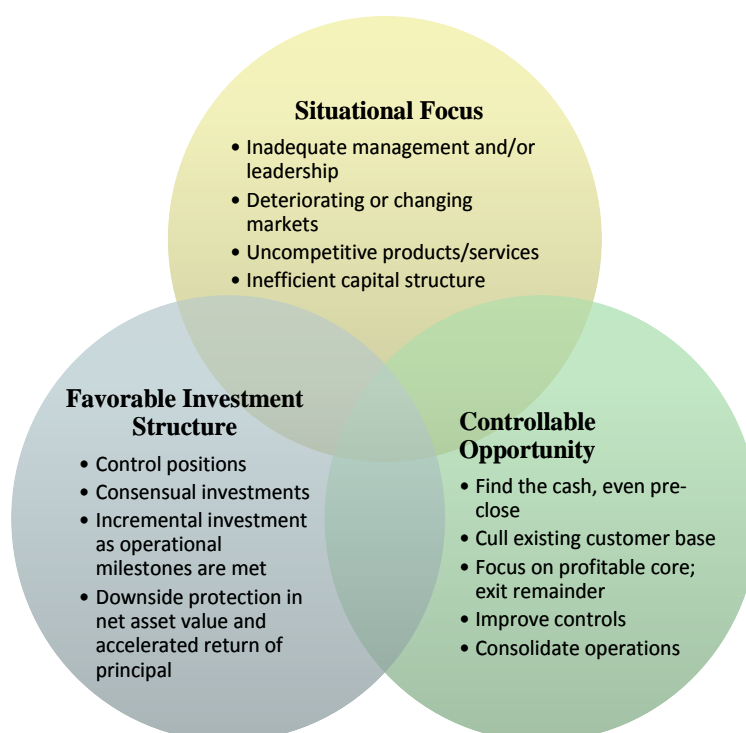 Situational Focus
• Inadequate management and/or
leadership
• Deteriorating or changing
markets
• Uncompetitive products/services
• Inefficient capital structure
Favorable Investment
Structure
• Control positions
• Consensual investments
• Incremental investment
as operational
milestones are met
• Downside protection in
net asset value and
accelerated return of
principal
Controllable
Opportunity
• Find the cash, even pre-
close
• Cull existing customer base
• Focus on profitable core;
exit remainder
• Improve controls
• Consolidate operations